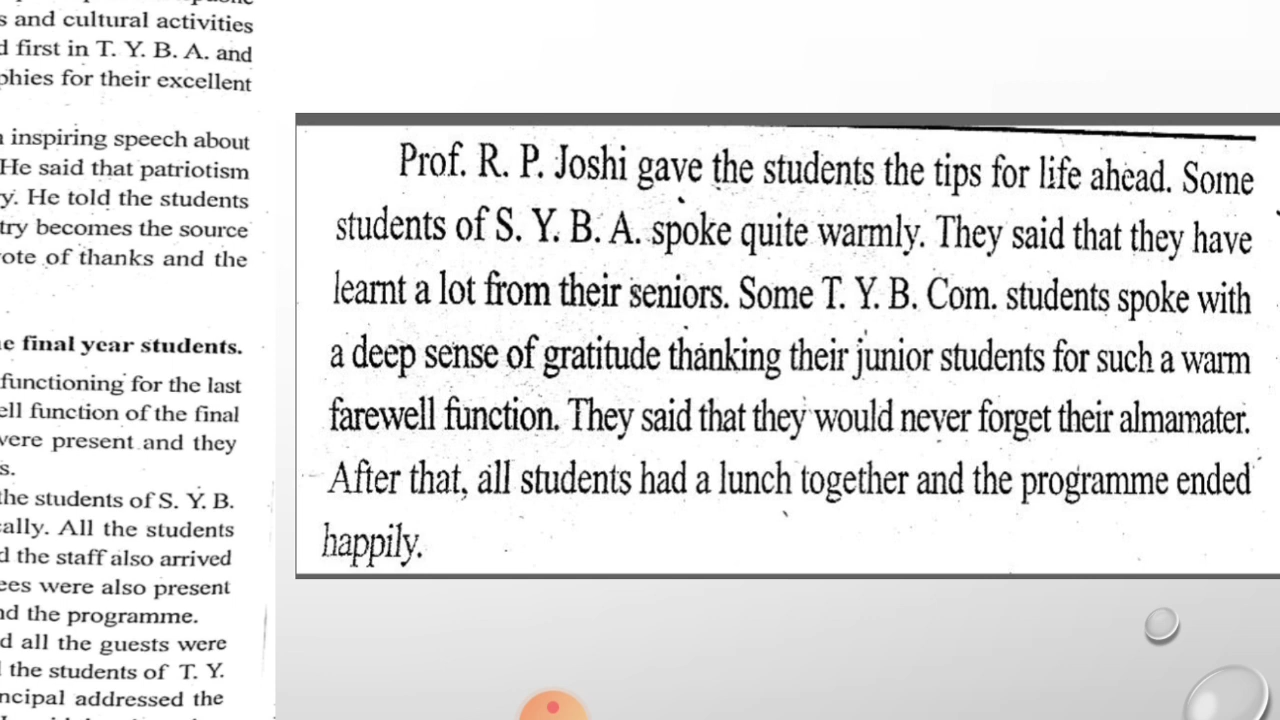 s and cultural activities
first in T. Y. B. A. and
phies for their excellent
inspiring speech about
He said that patriotism
y. He told the students
try becomes the source
ote of thanks and the
e final year students.
functioning for the last
ell function of the final
were present and they
s.
the students of S. Y. B.
cally. All the students
d the staff also arrived
ees were also present
nd the programme.
d all the guests were
the students of T. Y.
ncipal addressed the
Prof. R. P. Joshi gave the students the tips for life ahead. Some
students of S. Y. B. A. spoke quite warmly. They said that they have
learnt a lot from their seniors. Some T. Y. B. Com. students spoke with
a deep sense of gratitude thanking their junior students for such a warm
farewell function. They said that they would never forget their almamater.
After that, all students had a lunch together and the programme ended
happily.